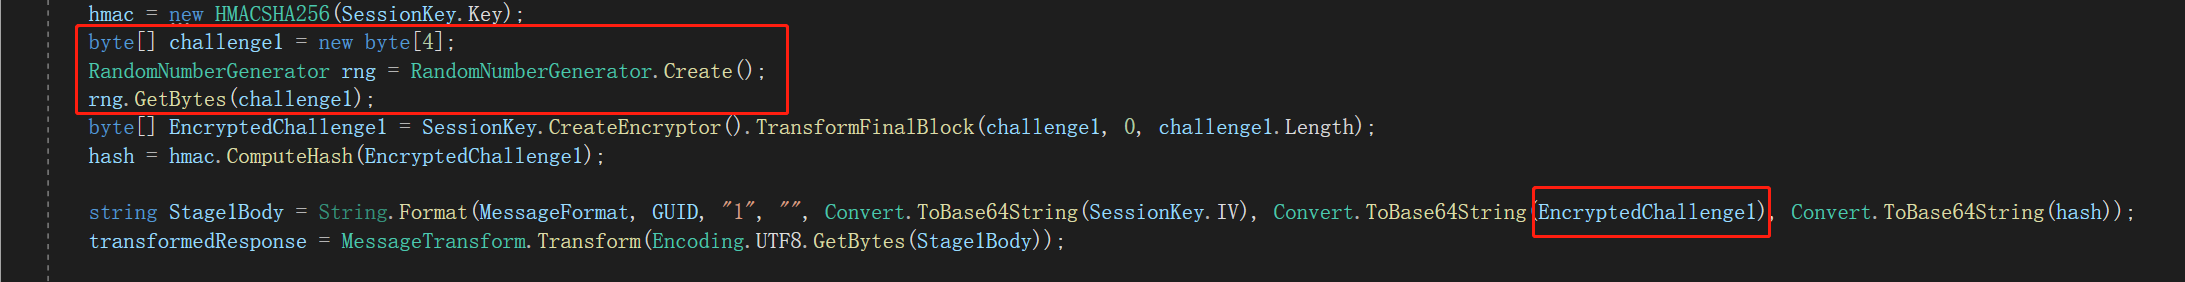 hmac = new HMACSHA256(SessionKey.Key);
byte[] challenge1 = new byte[4];
RandomNumberGenerator rng = RandomNumberGenerator.Create();
rng.GetBytes(challenge1);
byte[] EncryptedChallenge1 = SessionKey.CreateEncryptor().TransformFinalBlock(challenge1, 0, challenge1.Length);
hash = hmac.ComputeHash(EncryptedChallenge1);
string Stage1Body = String.Format(MessageFormat, GUID, "1", "", Convert.ToBase64String(SessionKey.IV), Convert.ToBase64String(EncryptedChallenge1), Convert.ToBase64String(hash));
transformedResponse = MessageTransform.Transform(Encoding.UTF8.GetBytes(Stage1Body));